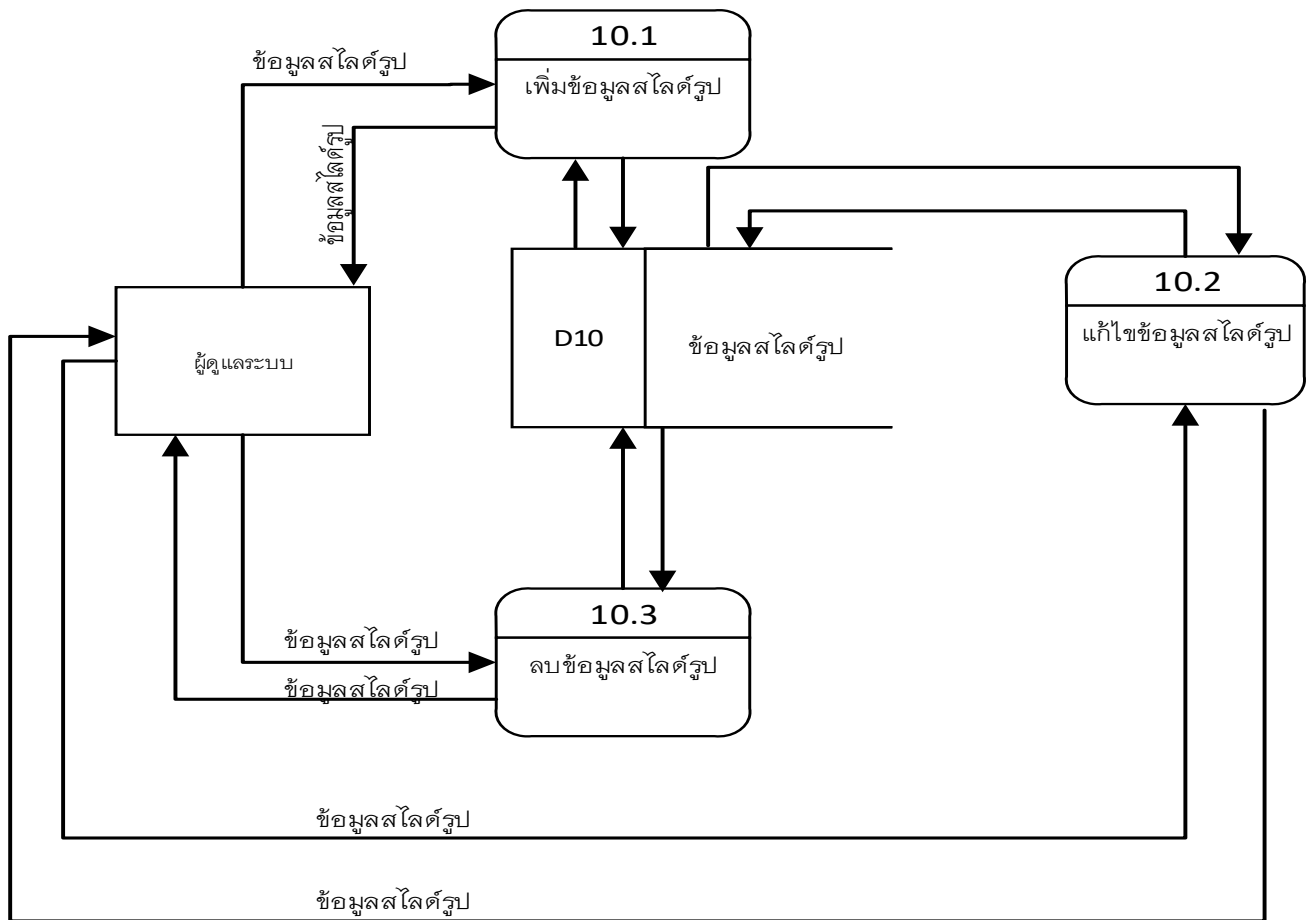 10.1
ข้อมูลสไลด์รูป
เพิ่มข้อมูลสไลด์รูป
ข้อมูลสไลด์รูป
10.2
แก้ไขข้อมูลสไลด์รูป
D10
ข้อมูลสไลด์รูป
ผู้ดูแลระบบ
10.3
ข้อมูลสไลด์รูป
ลบข้อมูลสไลด์รูป
ข้อมูลสไลด์รูป
ข้อมูลสไลด์รูป
ข้อมูลสไลด์รูป